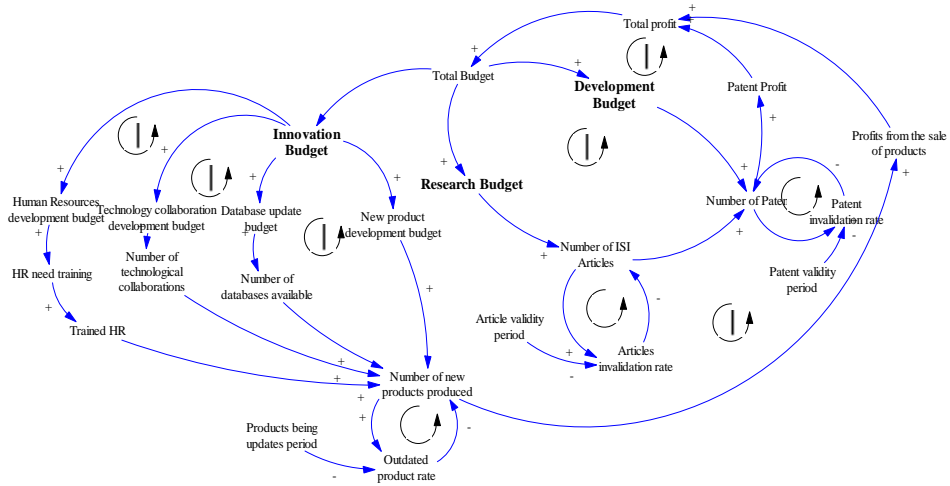 Total profit
Total Budget
Development
Budget
Patent Profit
Innovation
Budget
Profits from the sale
of products
Research Budget
Human Resources
development budget
Technology collaboration
development budget
Database update
budget
New product
development budget
Number of Paten
Patent
invalidation rate
Number of ISI
Articles
HR need training
Number of
technological
collaborations
Number of
databases available
Patent validity
period
Trained HR
Article validity
period
Articles
invalidation rate
Number of new
products produced
Products being
updates period
Outdated
product rate